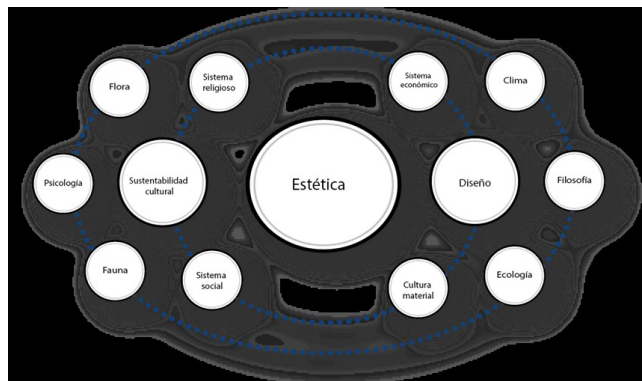 Flora
Sistema
religioso
Sistema
económico
Clima
Psicología
Sustentabilidad
cultural
Estética
Diseño
Filosofía
Fauna
Sistema
social
Cultura
material
Ecología